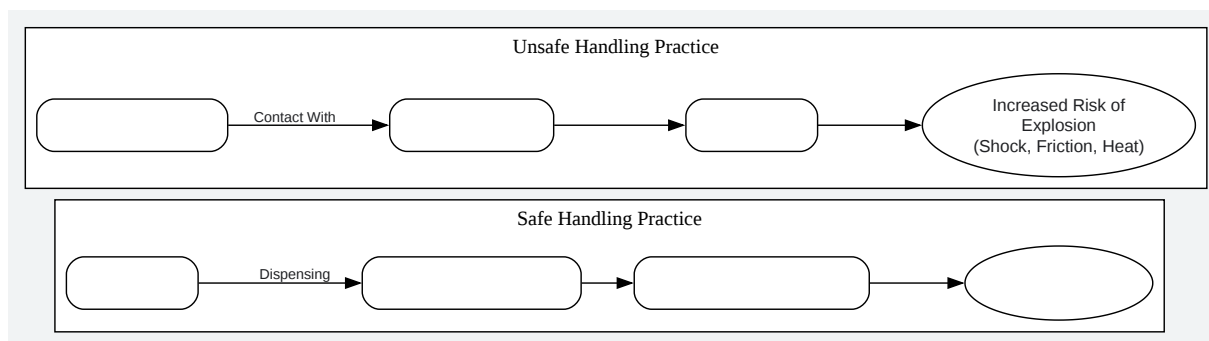 Unsafe Handling Practice
Contact With
Increased Risk of
Explosion
(Shock, Friction, Heat)
Safe Handling Practice
Dispensing